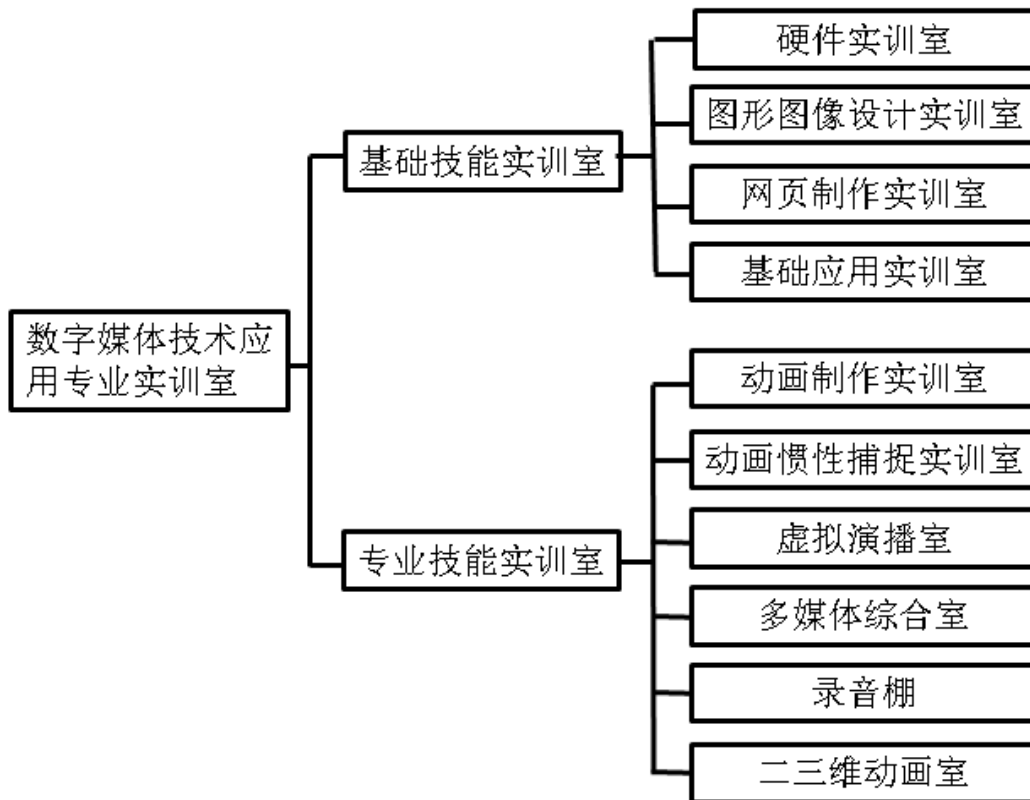 硬件实训室
图形图像设计实训室
基础技能实训室
网页制作实训室
基础应用实训室
数字媒体技术应
用专业实训室
动画制作实训室
动画惯性捕捉实训室
虚拟演播室
专业技能实训室
多媒体综合室
录音棚
二三维动画室